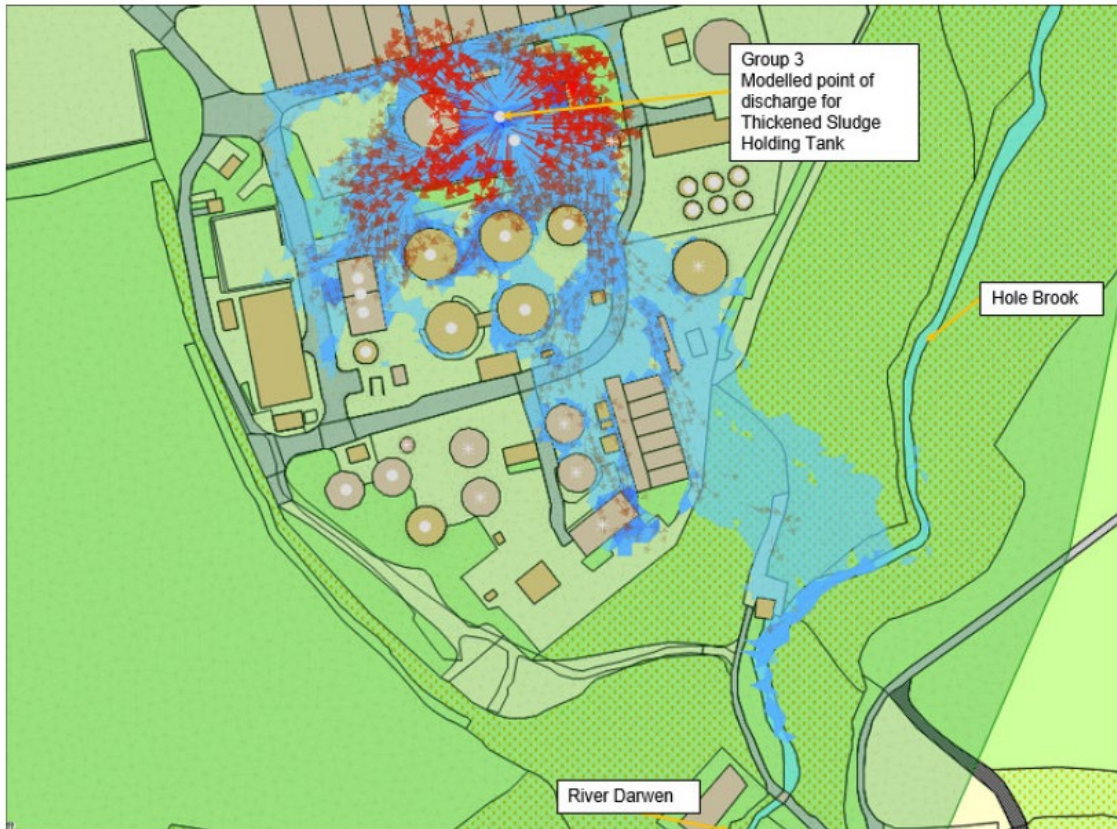 Group 3
Modelled point of
discharge for
Thickened Sludge
Holding Tank
Hole Brook
River Darwen